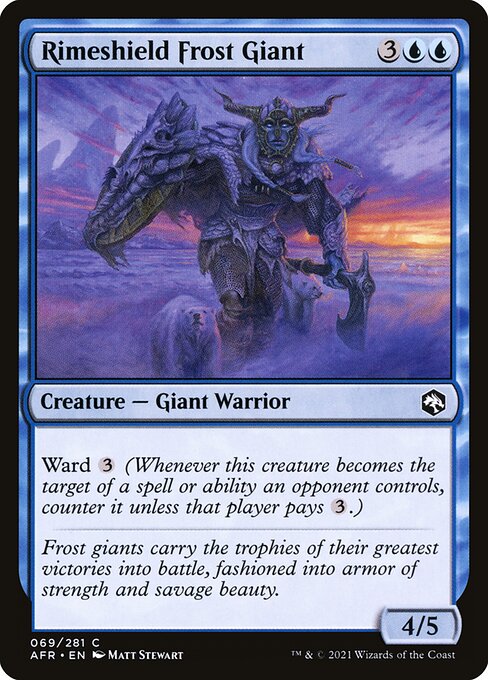 Rimeshield Frost Giant 3
Creature — Giant Warrior
Ward 3 (Whenever this creature becomes the
target of a spell or ability an opponent controls,
counter it unless that player pays 3.)
Frost giants carry the trophies of their greatest
victories into battle, fashioned into armor of
strength and savage beauty.
4/5
069/281 C
AFR • EN Matt Stewart
™ & © 2021 Wizards of the Coast